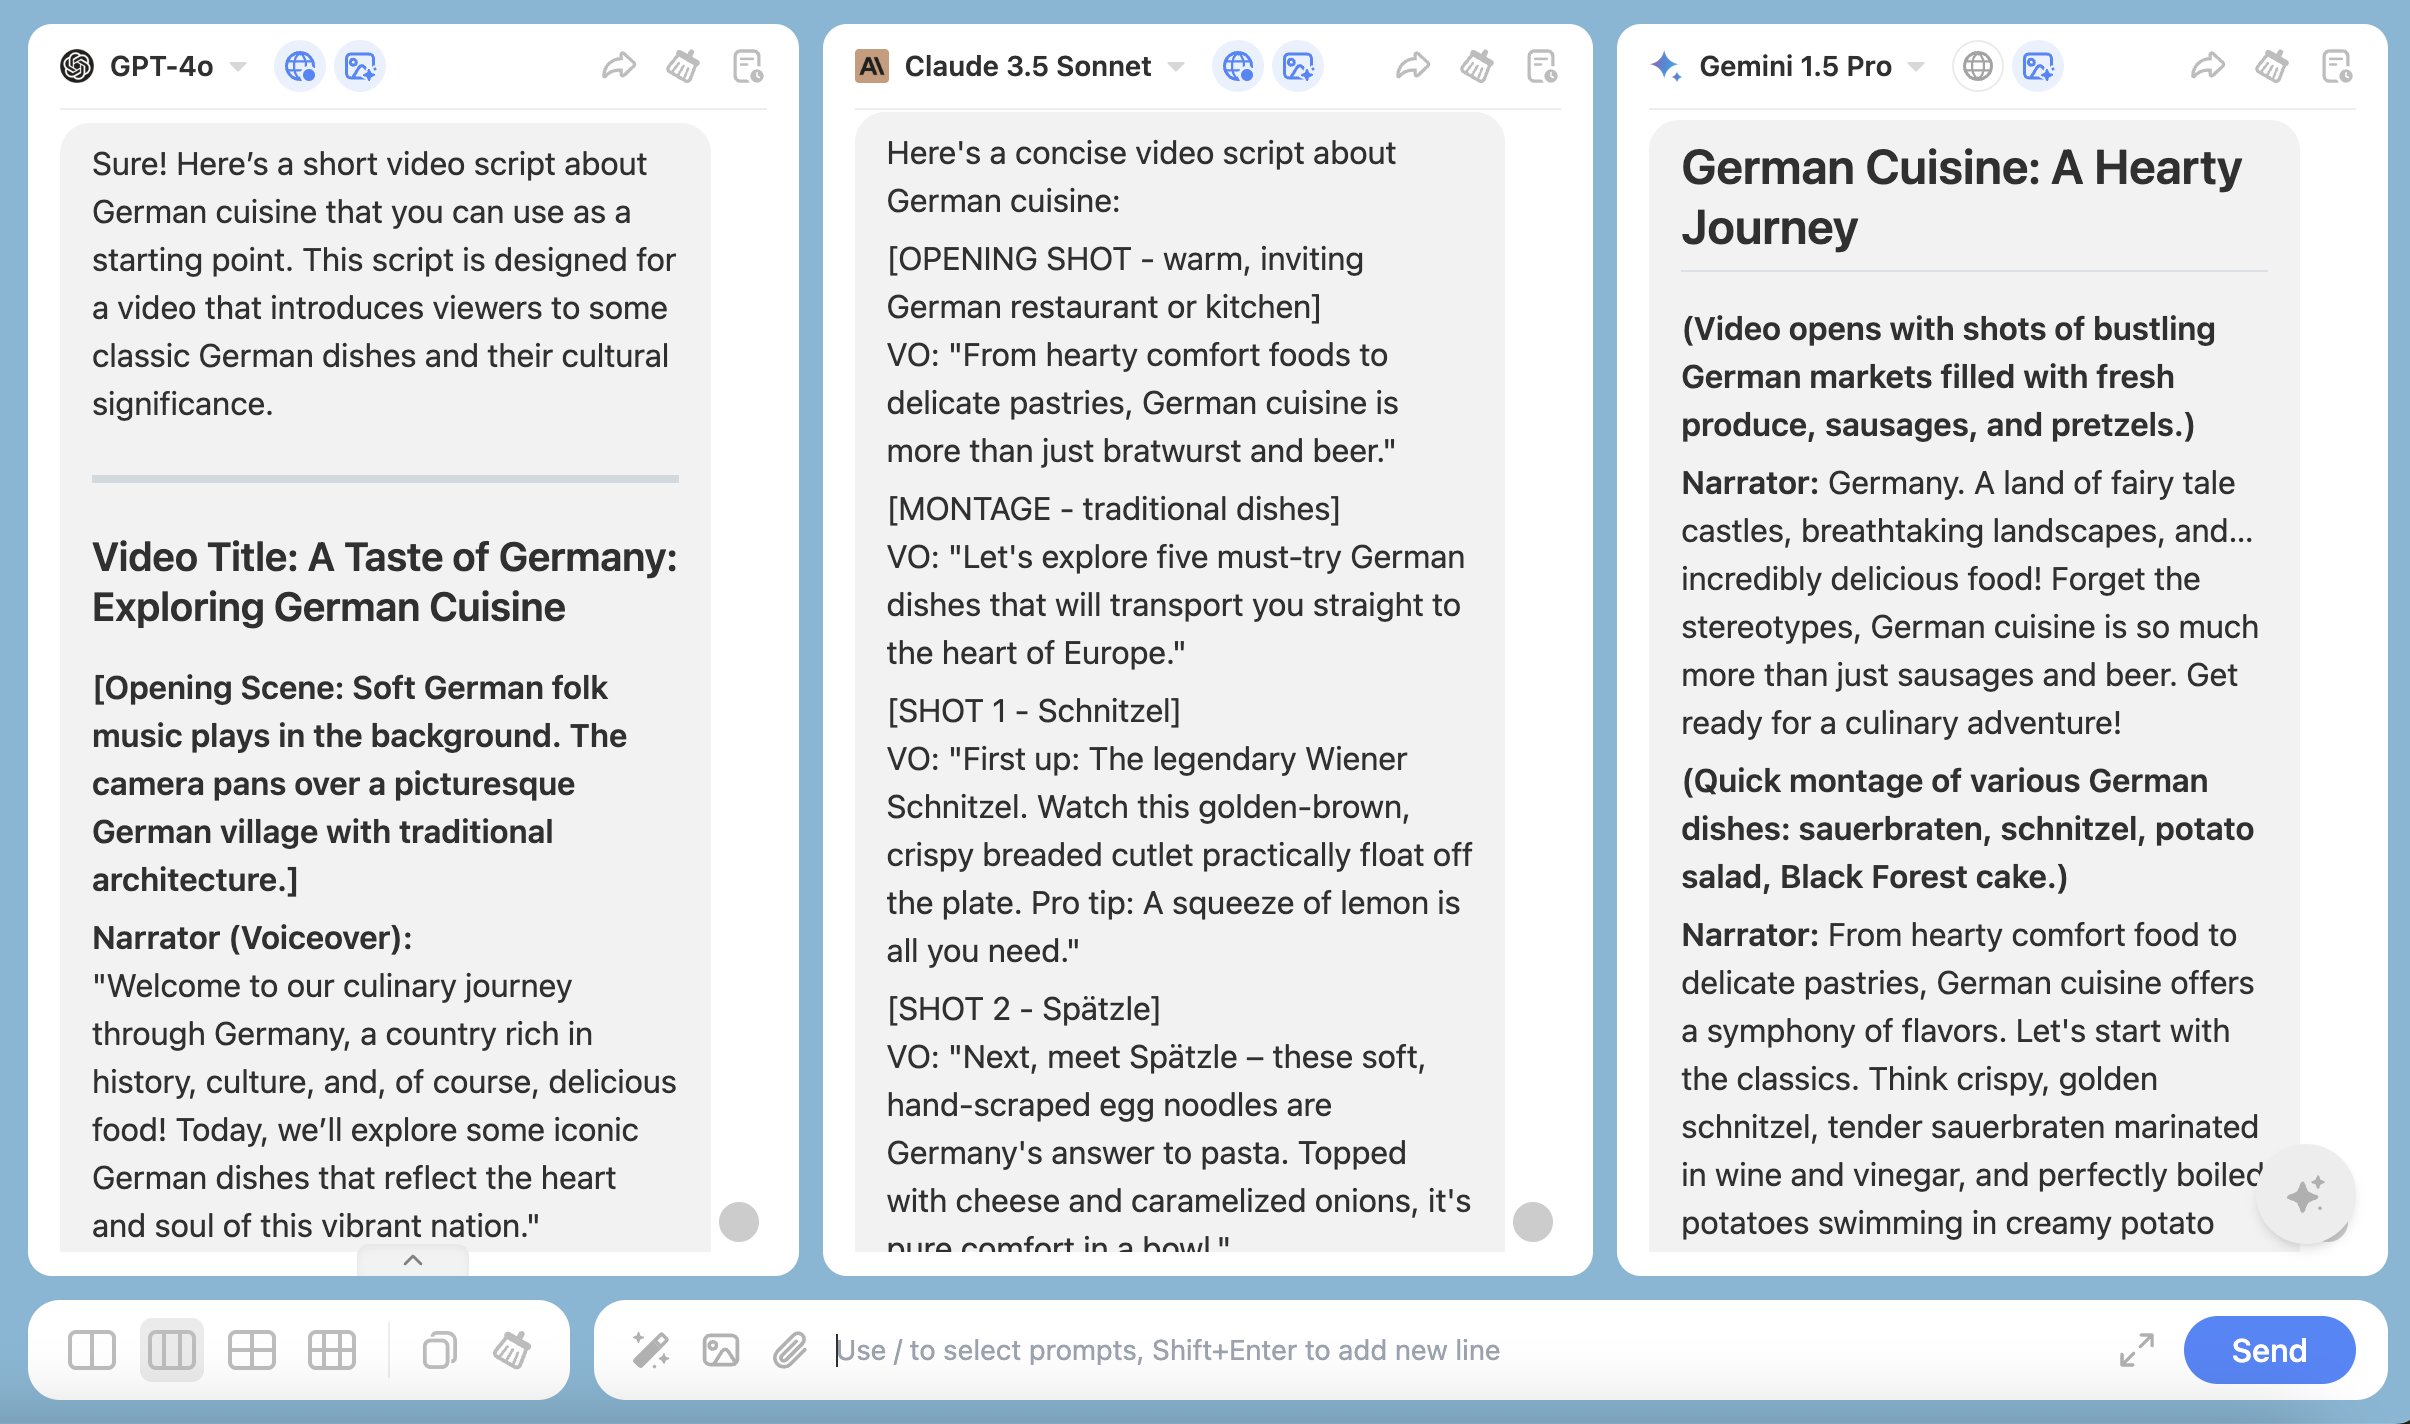 GPT-4o
Sure! Here’s a short video script about
German cuisine that you can use as a
starting point. This script is designed for
a video that introduces viewers to some
classic German dishes and their cultural
significance.
Video Title: A Taste of Germany:
Exploring German Cuisine
[Opening Scene: Soft German folk
music plays in the background. The
camera pans over a picturesque
German village with traditional
architecture.]
Narrator (Voiceover):
"Welcome to our culinary journey
through Germany, a country rich in
history, culture, and, of course, delicious
food! Today, we’ll explore some iconic
German dishes that reflect the heart
and soul of this vibrant nation."
Claude 3.5 Sonnet
Here's a concise video script about
German cuisine:
[OPENING SHOT - warm, inviting
German restaurant or kitchen]
VO: "From hearty comfort foods to
delicate pastries, German cuisine is
more than just bratwurst and beer."
[MONTAGE - traditional dishes]
VO: "Let's explore five must-try German
dishes that will transport you straight to
the heart of Europe."
[SHOT 1 - Schnitzel]
VO: "First up: The legendary Wiener
Schnitzel. Watch this golden-brown,
crispy breaded cutlet practically float off
the plate. Pro tip: A squeeze of lemon is
all you need."
[SHOT 2 - Spätzle]
VO: "Next, meet Spätzle – these soft,
hand-scraped egg noodles are
Germany's answer to pasta. Topped
with cheese and caramelized onions, it's
pure comfort in a bowl."
Gemini 1.5 Pro
German Cuisine: A Hearty
Journey
(Video opens with shots of bustling
German markets filled with fresh
produce, sausages, and pretzels.)
Narrator: Germany. A land of fairy tale
castles, breathtaking landscapes, and...
incredibly delicious food! Forget the
stereotypes, German cuisine is so much
more than just sausages and beer. Get
ready for a culinary adventure!
(Quick montage of various German
dishes: sauerbraten, schnitzel, potato
salad, Black Forest cake.)
Narrator: From hearty comfort food to
delicate pastries, German cuisine offers
a symphony of flavors. Let's start with
the classics. Think crispy, golden
schnitzel, tender sauerbraten marinated
in wine and vinegar, and perfectly boiled
potatoes swimming in creamy potato
Use / to select prompts, Shift+Enter to add new line
Send